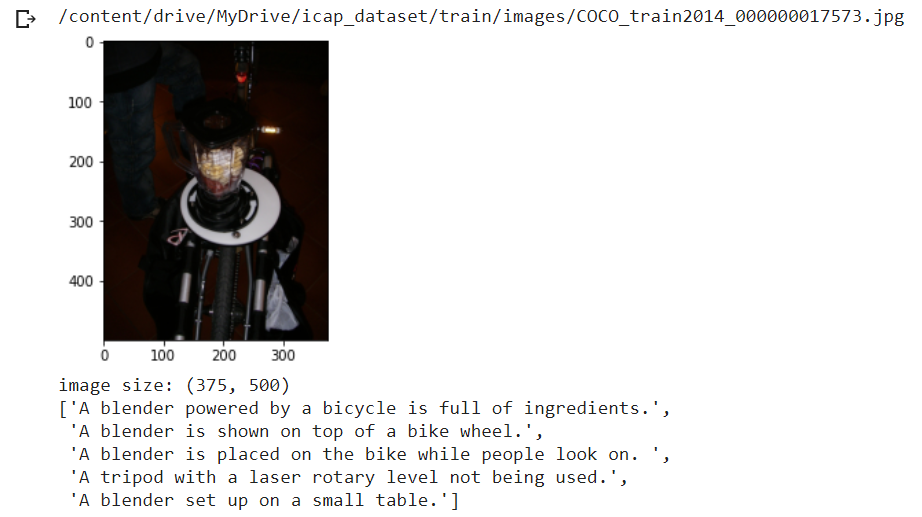 /content/drive/MyDrive/icap_dataset/train/images/COCO_train2014_000000017573.jpg
0
100
200
300
400
0 100 200 300
image size: (375, 500)
['A blender powered by a bicycle is full of ingredients.',
'A blender is shown on top of a bike wheel.',
'A blender is placed on the bike while people look on. ',
'A tripod with a laser rotary level not being used.',
'A blender set up on a small table.']